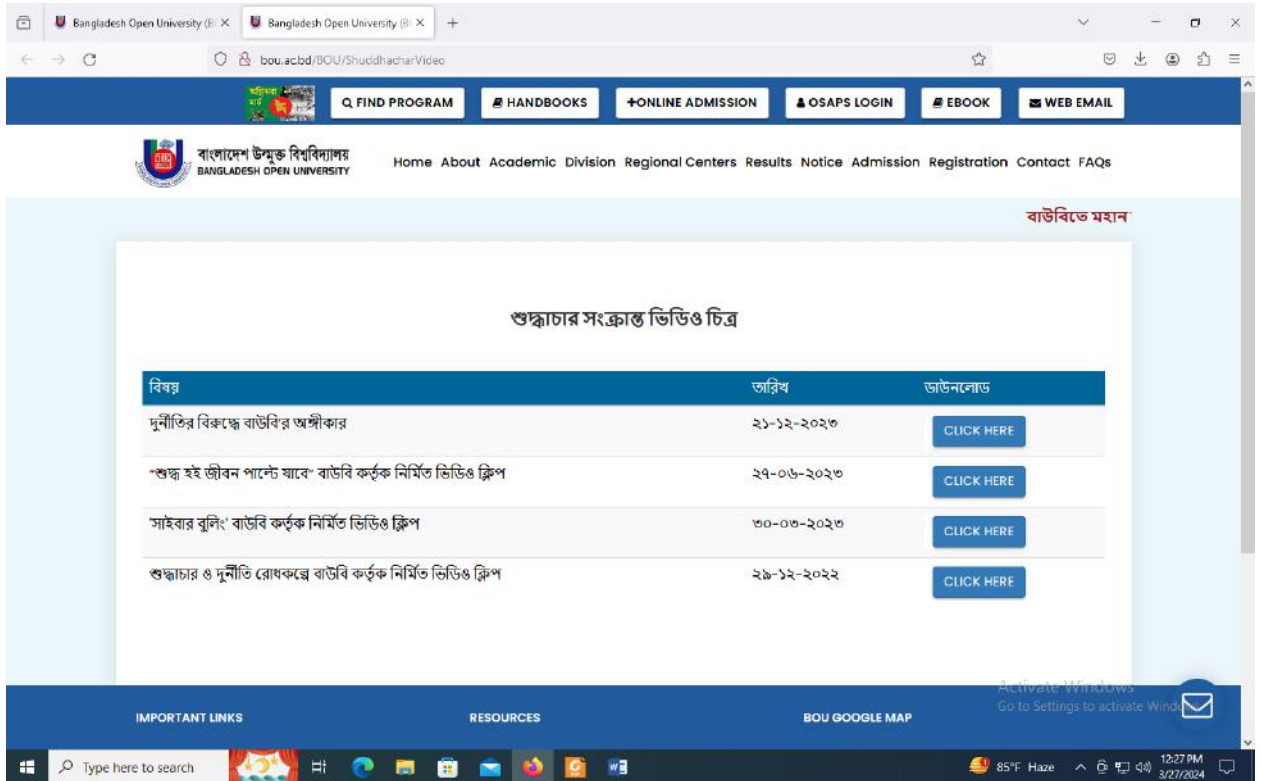 Bangladesh Open University (B
Bangladesh Open University (B
bou.ac.bd/BOU/ShuddhacharVideo
FIND PROGRAM
HANDBOOKS
+ONLINE ADMISSION
OSAPS LOGIN
EBOOK
WEB EMAIL
বাংলাদেশ উন্মুক্ত বিশ্ববিদ্যালয়
BANGLADESH OPEN UNIVERSITY
Home About Academic Division Regional Centers Results Notice Admission Registration Contact FAQs
বাউবিতে মহান
শুদ্ধাচার সংক্রান্ত ভিডিও চিত্র
বিষয় তারিখ ডাউনলোড
দুর্নীতির বিরুদ্ধে বাউবি'র অঙ্গীকার ২১-১২-২০২৩ CLICK HERE
"শুদ্ধ হই জীবন পাল্টে যাবে" বাউবি কর্তৃক নির্মিত ভিডিও ক্লিপ ২৭-০৬-২০২৩ CLICK HERE
'সাইবার বুলিং' বাউবি কর্তৃক নির্মিত ভিডিও ক্লিপ ৩০-০৩-২০২৩ CLICK HERE
শুদ্ধাচার ও দুর্নীতি রোধকল্পে বাউবি কর্তৃক নির্মিত ভিডিও ক্লিপ ২৯-১২-২০২২ CLICK HERE
Activate Windows
Go to Settings to activate Windo
IMPORTANT LINKS RESOURCES BOU GOOGLE MAP
Type here to search
85°F Haze
12:27 PM
3/27/2024